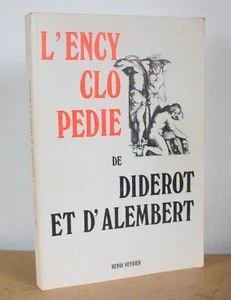 L'ENCY
CLO
PEDIE
DE
DIDEROT
ET D'ALEMBERT
HENRI VEYRIER